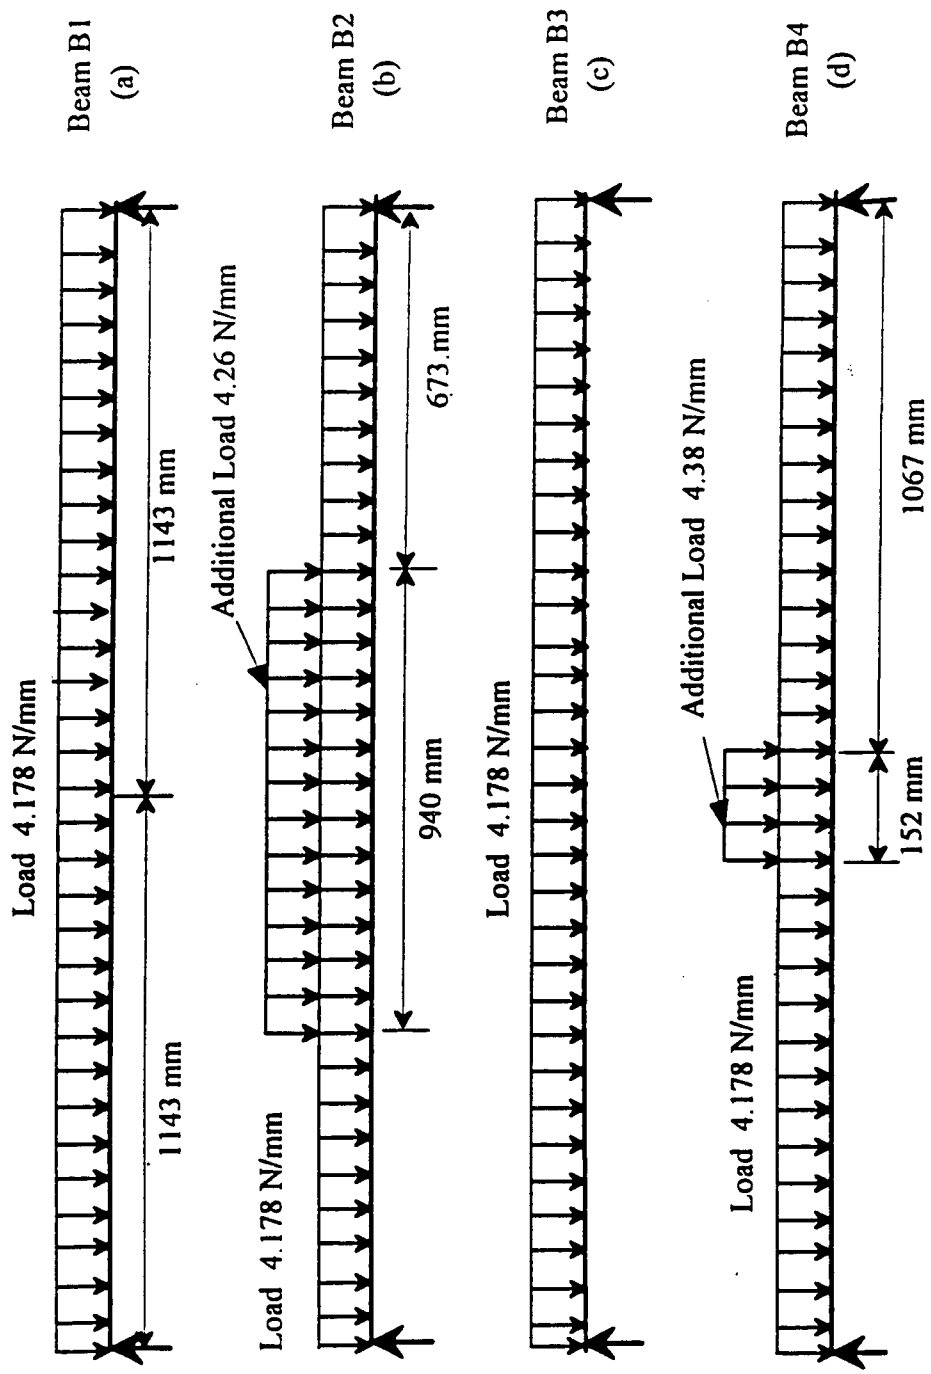 Load 4.178 N/mm
1143 mm
1143 mm
Beam B1
(a)
Additional Load 4.26 N/mm
Load 4.178 N/mm
940 mm
673 mm
Beam B2
(b)
Load 4.178 N/mm
Beam B3
(c)
Additional Load 4.38 N/mm
Load 4.178 N/mm
152 mm
1067 mm
Beam B4
(d)